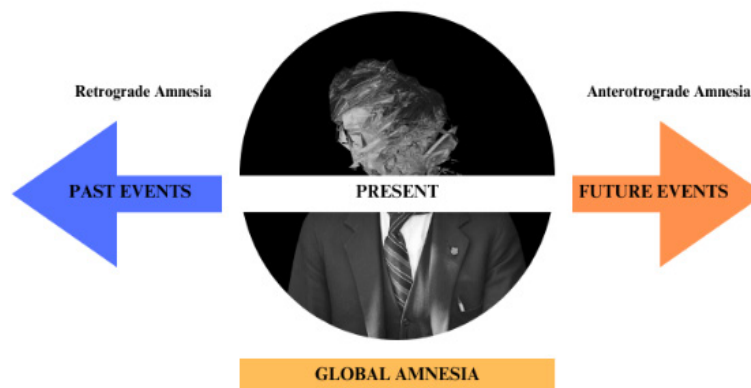 Retrograde Amnesia
Anterotrograde Amnesia
PAST EVENTS
PRESENT
FUTURE EVENTS
GLOBAL AMNESIA